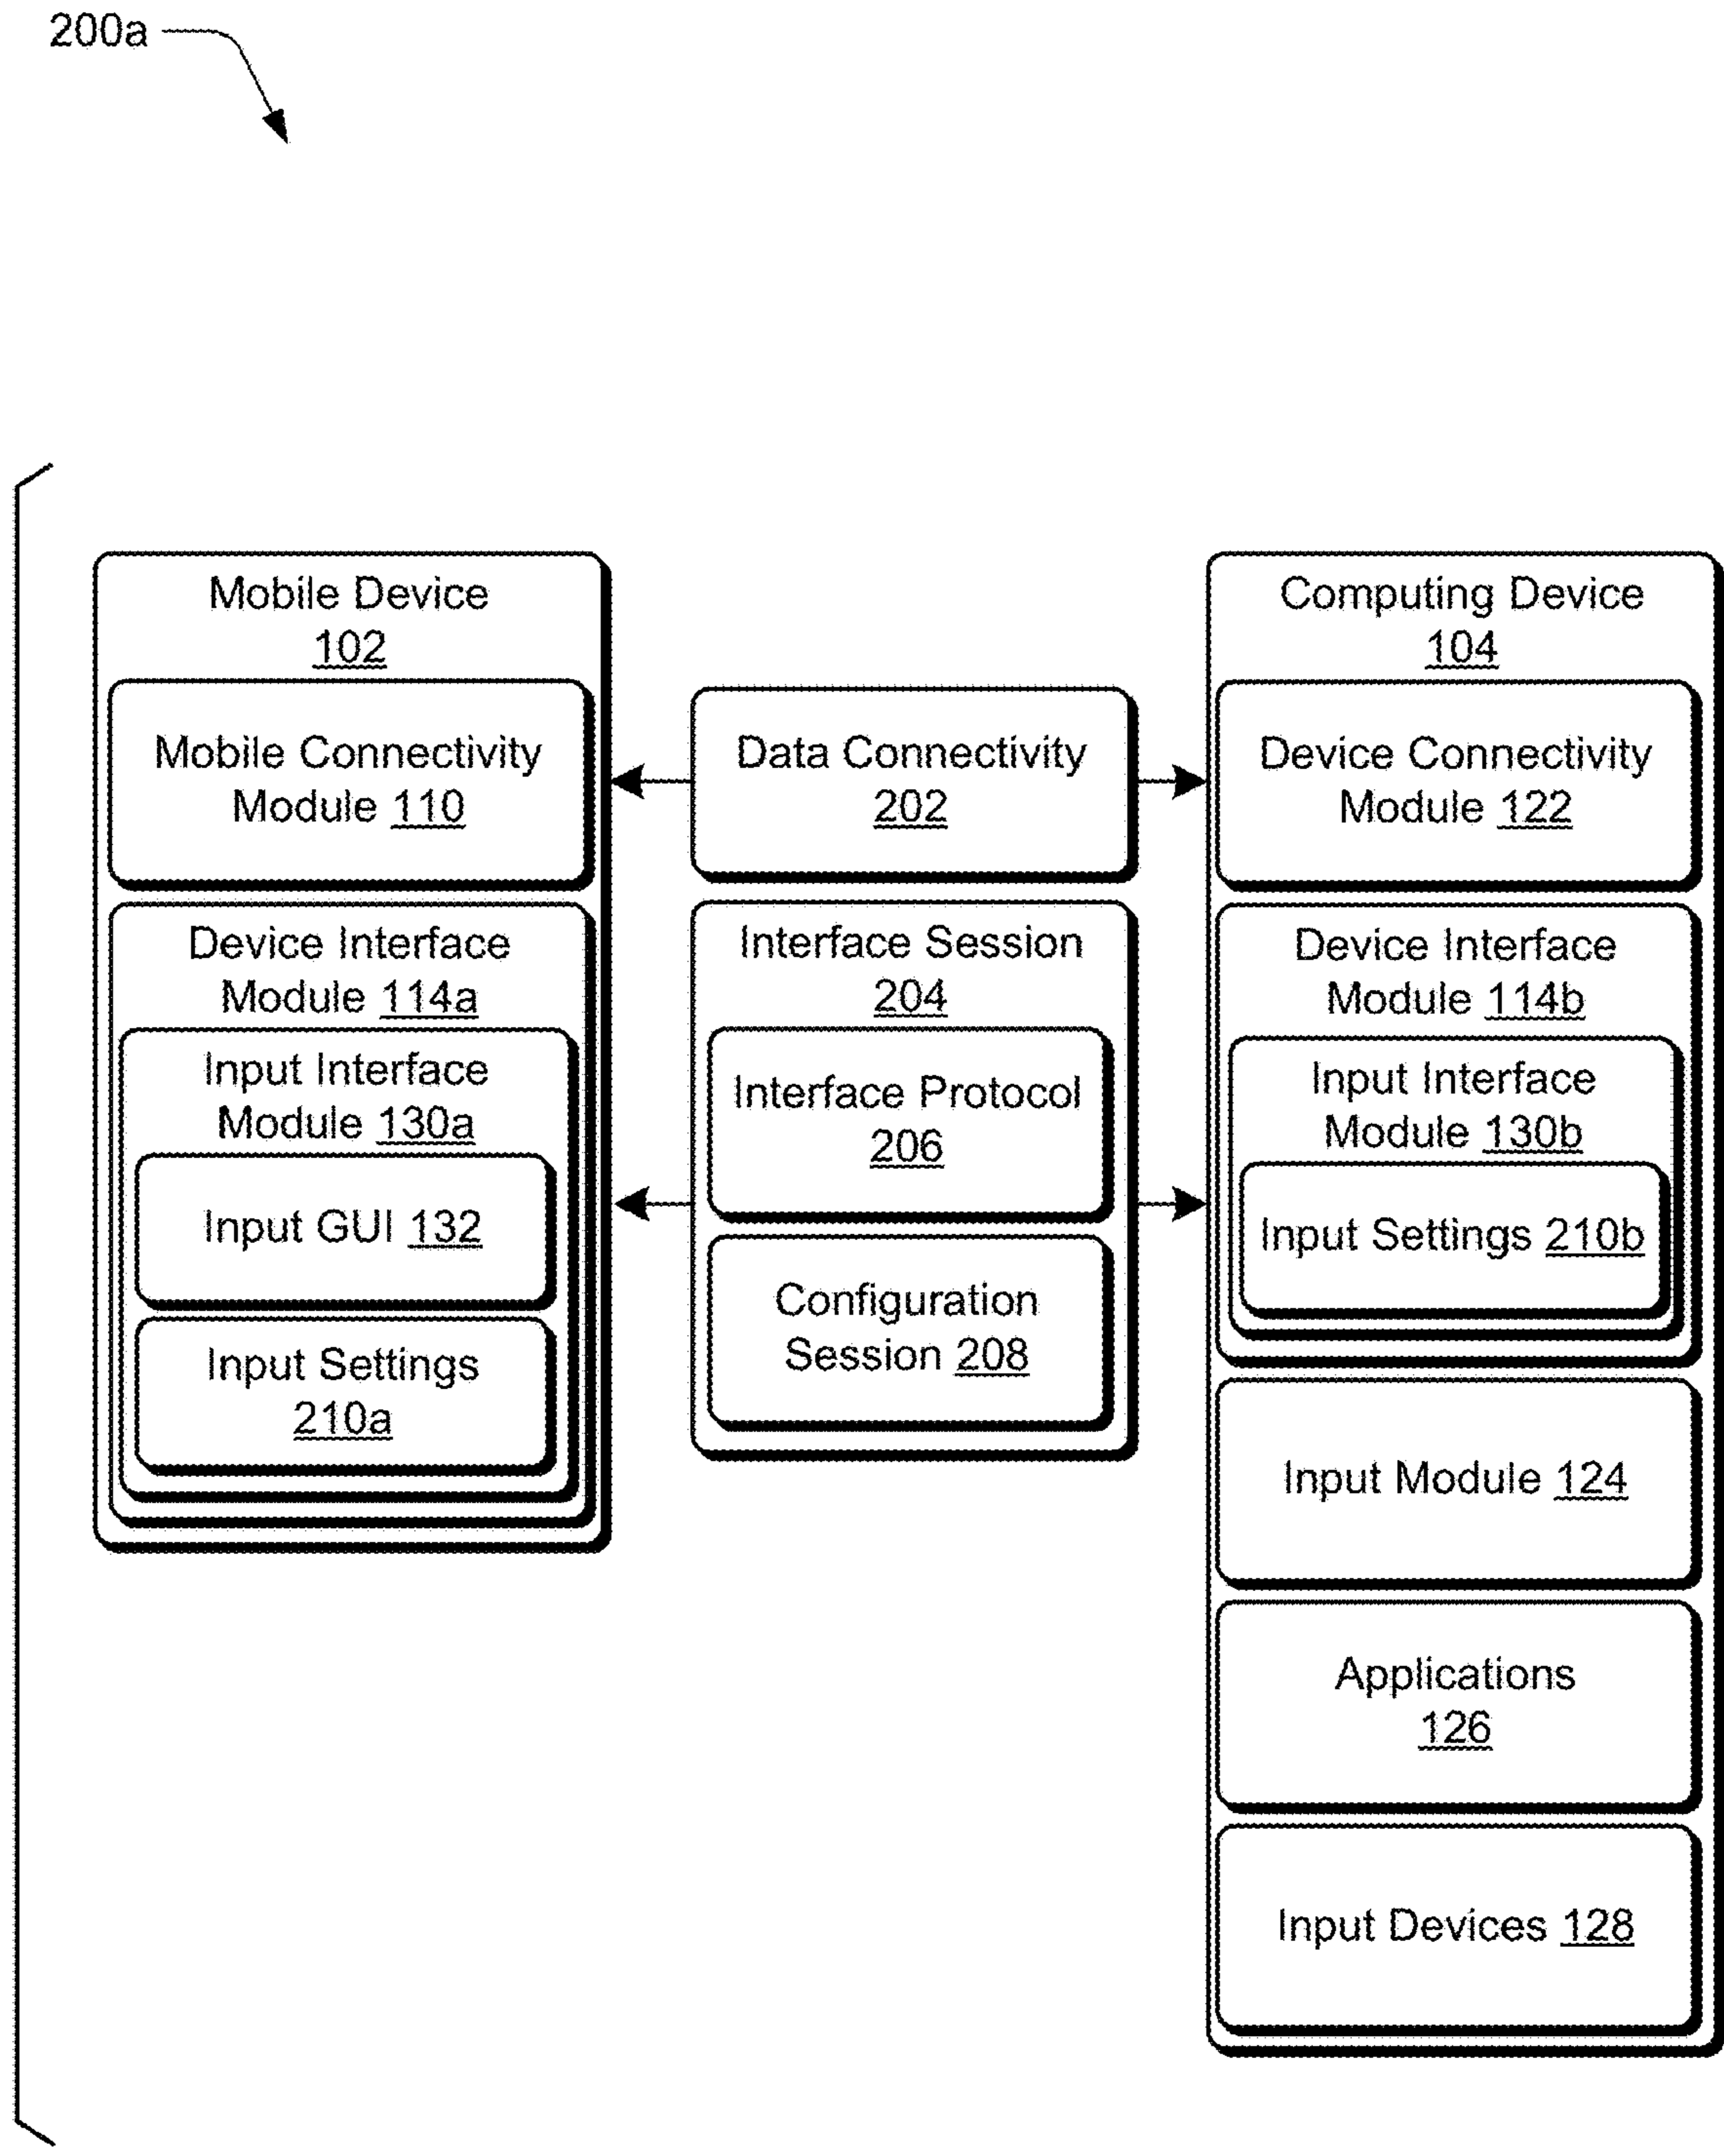 200a
Mobile Device
102
Mobile Connectivity
Module 110
Device Interface
Module 114a
Input Interface
Module 130a
Input GUI 132
Input Settings
210a
Data Connectivity
202
Interface Session
204
Interface Protocol
206
Configuration
Session 208
Computing Device
104
Device Connectivity
Module 122
Device Interface
Module 114b
Input Interface
Module 130b
Input Settings 210b
Input Module 124
Applications
126
Input Devices 128